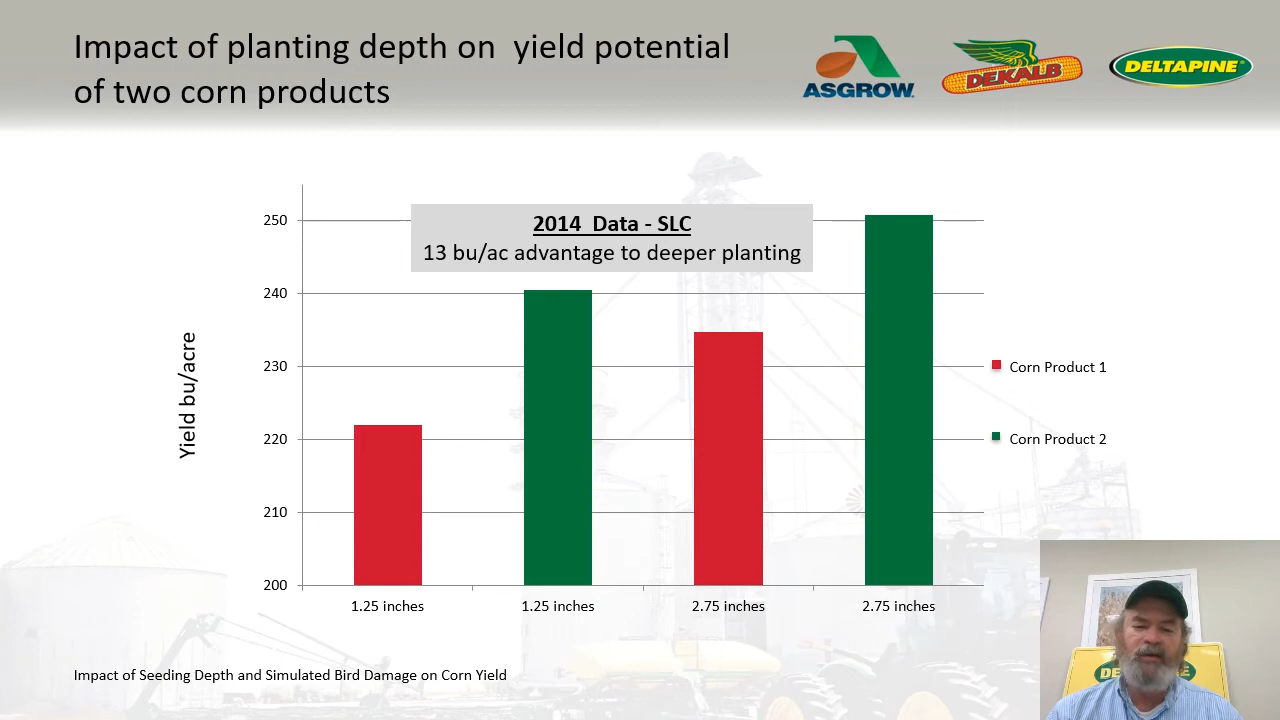 Impact of planting depth on  yield potential
of two corn products
ASGROW
DEKALB
DELTAPINE
2014  Data - SLC
13 bu/ac advantage to deeper planting
Yield bu/acre
250
240
230
220
210
200
1.25 inches
1.25 inches
2.75 inches
2.75 inches
Corn Product 1
Corn Product 2
Impact of Seeding Depth and Simulated Bird Damage on Corn Yield